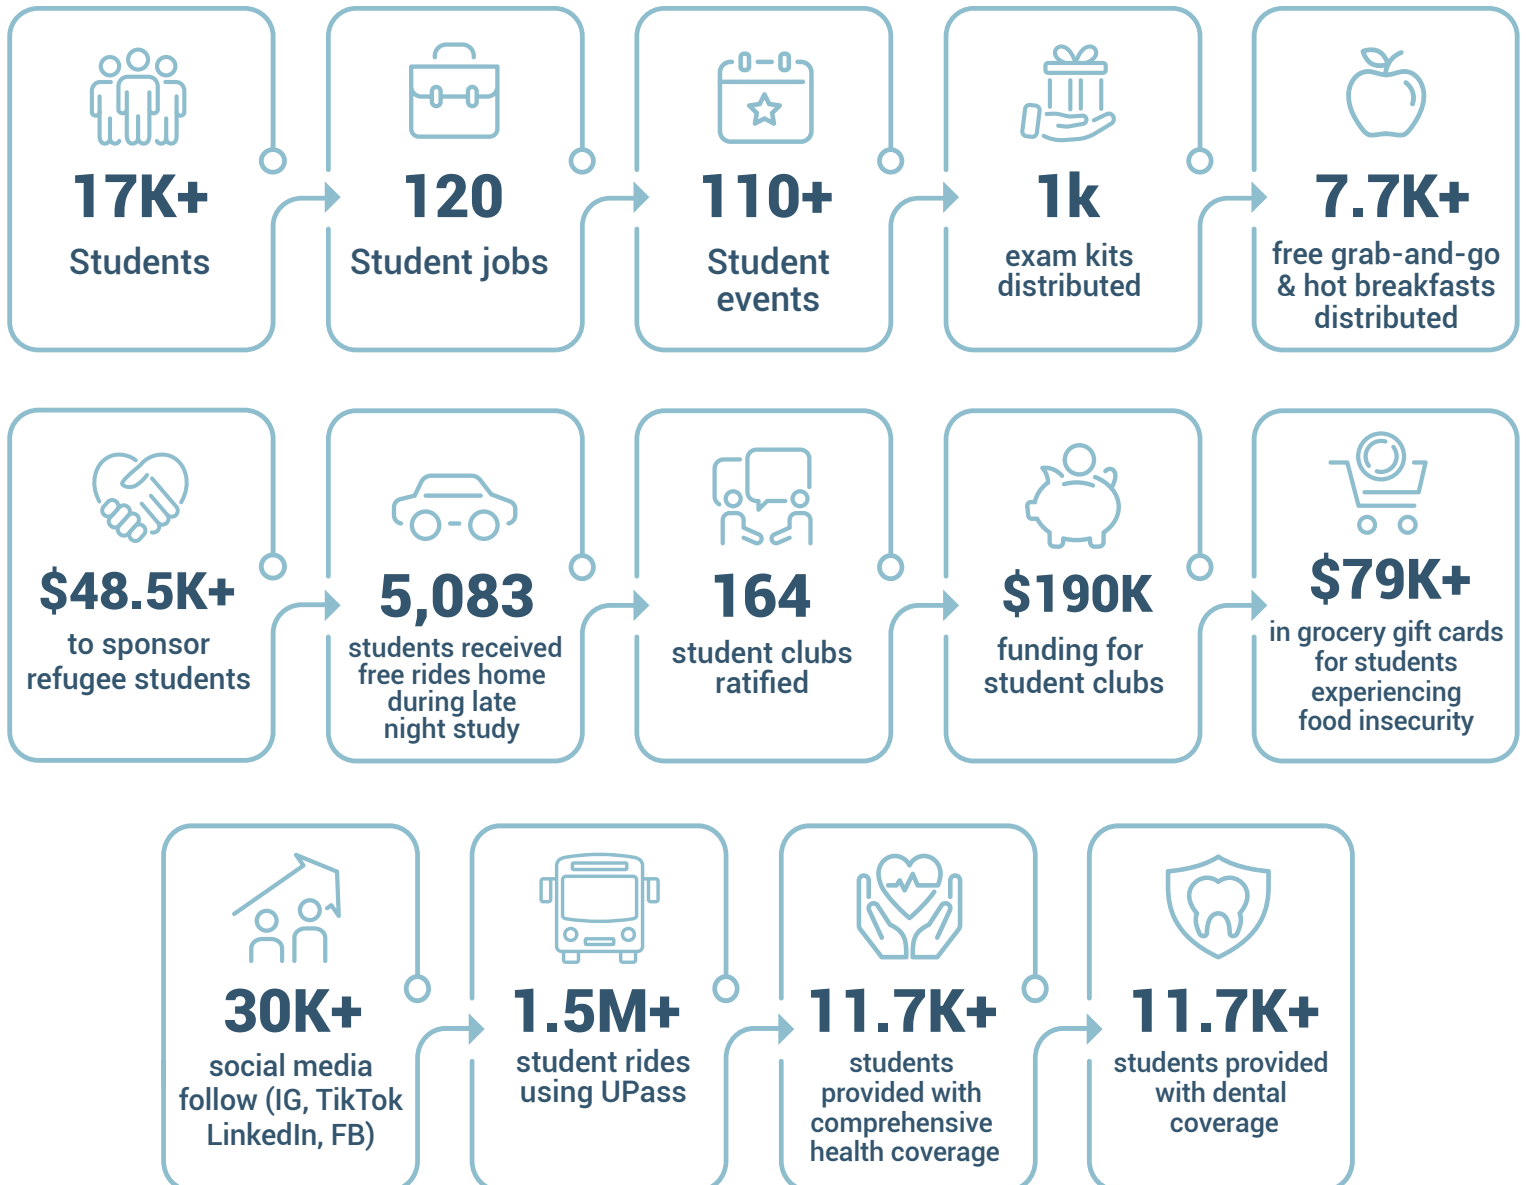 17K+
Students
120
Student jobs
110+
Student
events
1k
exam kits
distributed
7.7K+
free grab-and-go
& hot breakfasts
distributed
$48.5K+
to sponsor
refugee students
5,083
students received
free rides home
during late
night study
164
student clubs
ratified
$190K
funding for
student clubs
$79K+
in grocery gift cards
for students
experiencing
food insecurity
30K+
social media
follow (IG, TikTok
LinkedIn, FB)
1.5M+
student rides
using UPass
11.7K+
students
provided with
comprehensive
health coverage
11.7K+
students provided
with dental
coverage